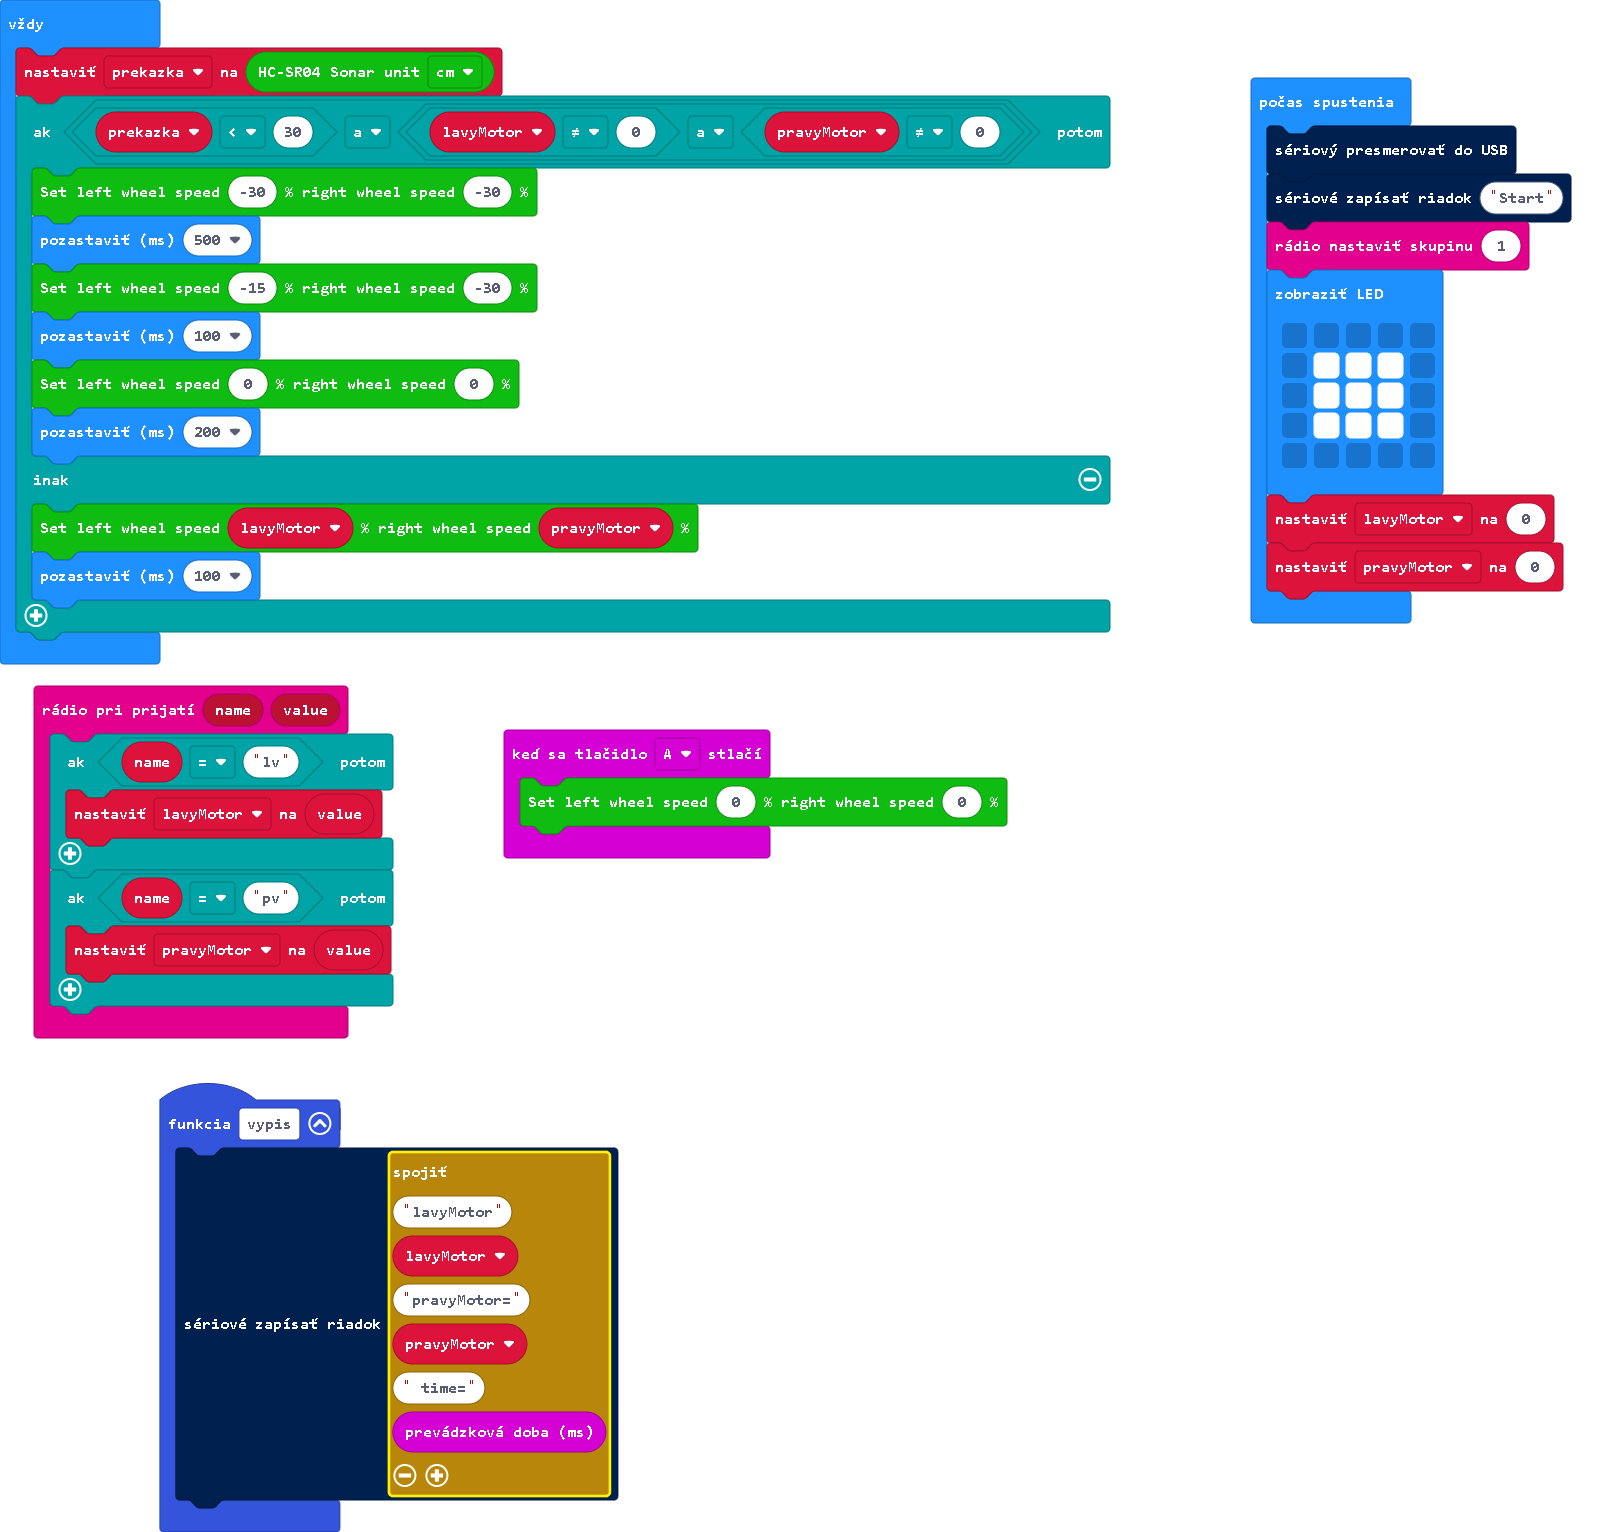 vždy
nastaviť prekazka na HC-SR04 Sonar unit cm
ak prekazka < 30 a lavyMotor ≠ 0 a pravyMotor ≠ 0 potom
Set left wheel speed -30 % right wheel speed -30 %
pozastaviť (ms) 500
Set left wheel speed -15 % right wheel speed -30 %
pozastaviť (ms) 100
Set left wheel speed 0 % right wheel speed 0 %
pozastaviť (ms) 200
inak
Set left wheel speed lavyMotor % right wheel speed pravyMotor %
pozastaviť (ms) 100
počas spustenia
sériový presmerovať do USB
sériové zapísať riadok "Start"
rádio nastaviť skupinu 1
zobraziť LED
nastaviť lavyMotor na 0
nastaviť pravyMotor na 0
rádio pri prijatí name value
ak name = "lv" potom
nastaviť lavyMotor na value
ak name = "pv" potom
nastaviť pravyMotor na value
keď sa tlačidlo A stlačí
Set left wheel speed 0 % right wheel speed 0 %
funkcia vypis
sériové zapísať riadok
spojiť
"lavyMotor"
lavyMotor
"pravyMotor="
pravyMotor
" time="
prevádzková doba (ms)